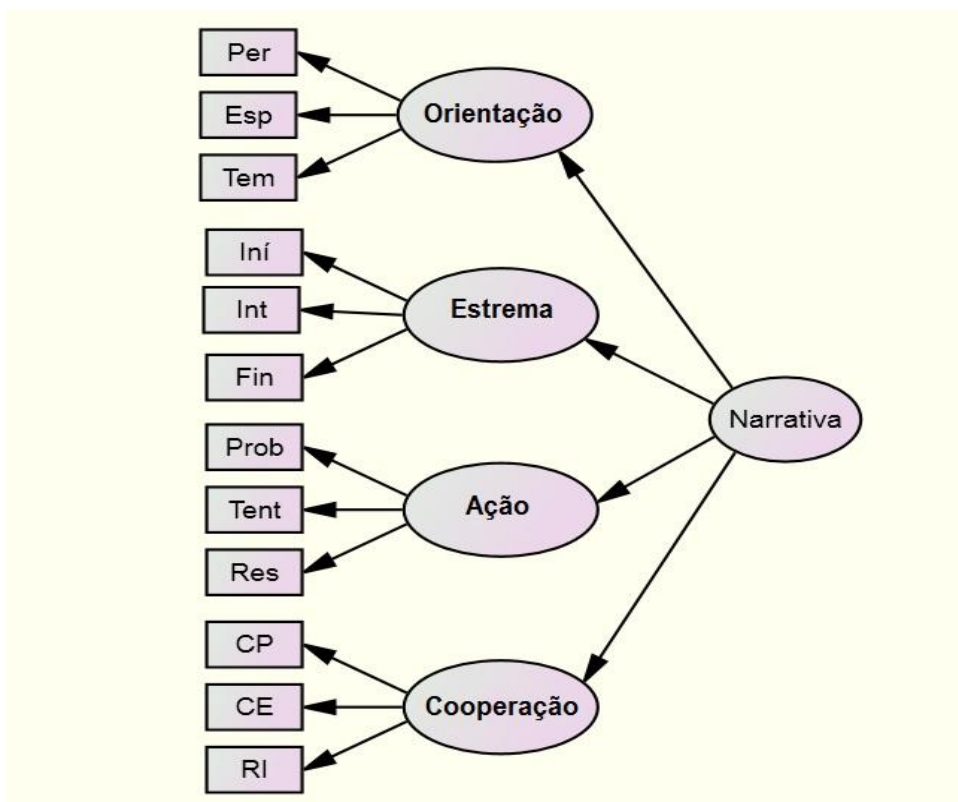 Per
Esp
Tem
Orientação
Iní
Int
Fin
Estrema
Prob
Tent
Res
Ação
CP
CE
RI
Cooperação
Narrativa